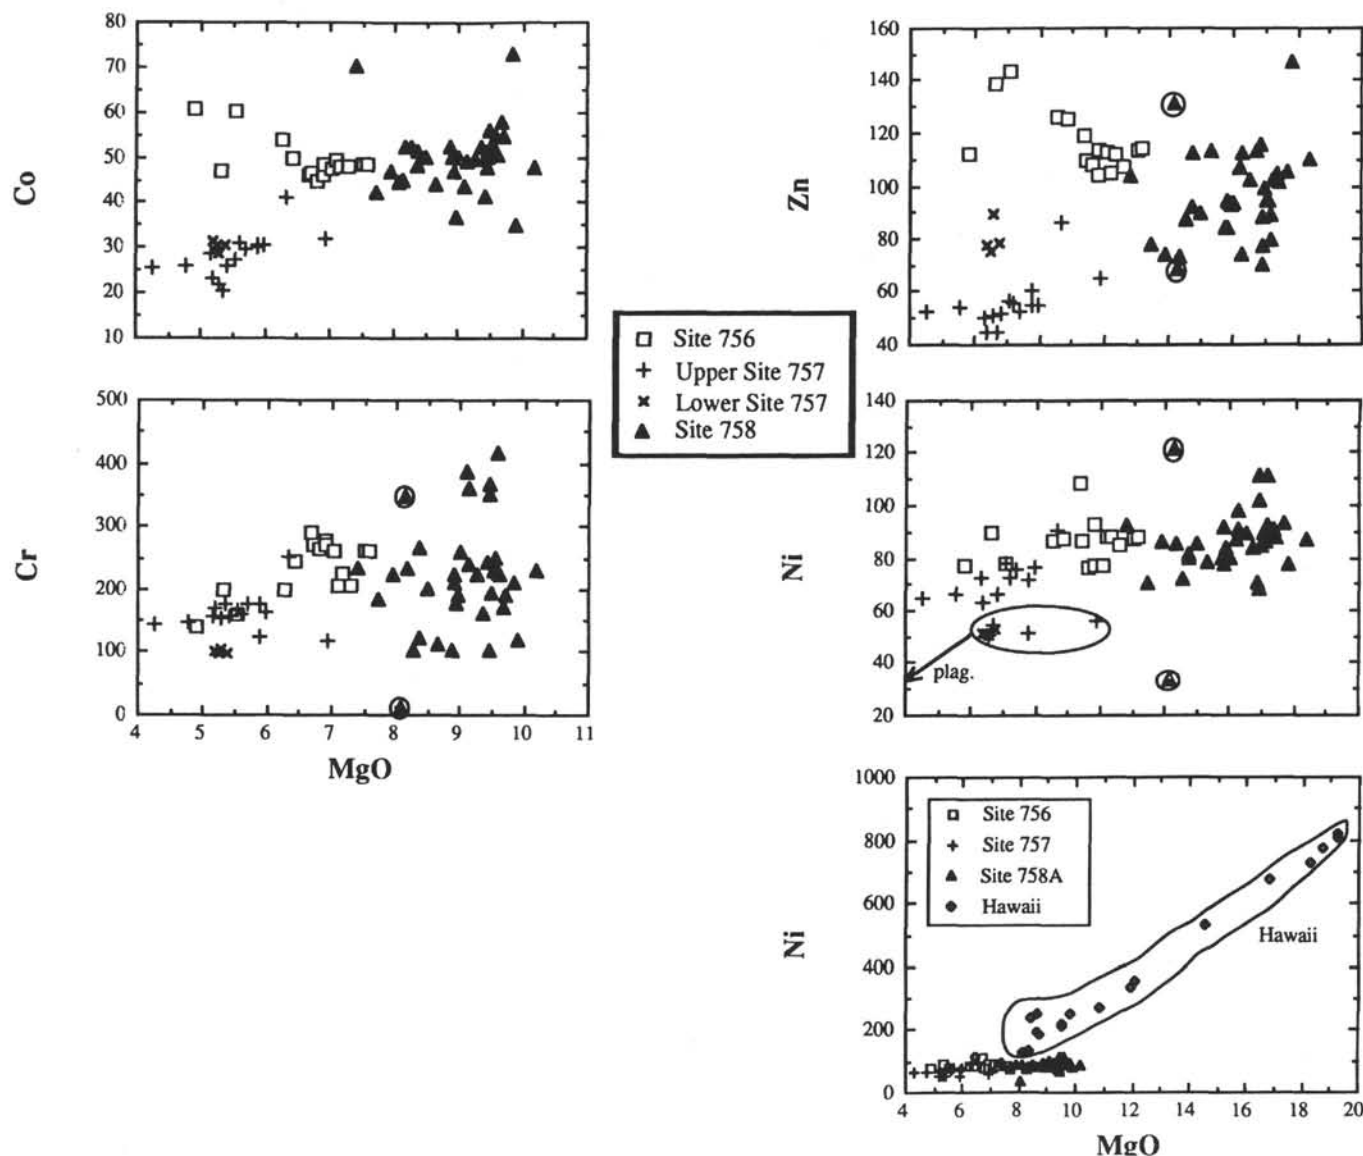 Co
80
70
60
50
40
30
20
10
Zn
160
140
120
100
80
60
40
Site 756
Upper Site 757
Lower Site 757
Site 758
Cr
500
400
300
200
100
0
4 5 6 7 8 9 10 11
MgO
Ni
140
120
100
80
60
40
20
plag.
Ni
1000
800
600
400
200
0
Site 756
Site 757
Site 758A
Hawaii
Hawaii
4 6 8 10 12 14 16 18 20
MgO